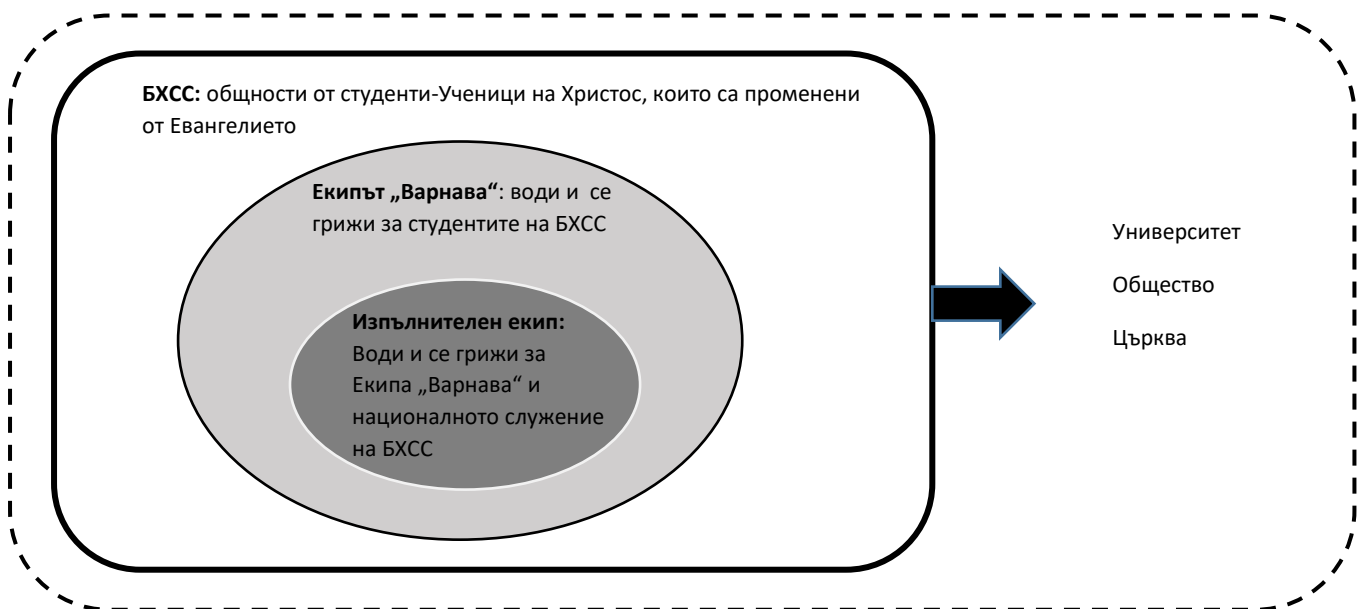 БХСС: общности от студенти-Ученици на Христос, които са променени
от Евангелието
Екипът „Варнава“: води и се
грижи за студентите на БХСС
Изпълнителен екип:
Води и се грижи за
Екипа „Варнава“ и
националното служение
на БХСС
Университет
Общество
Църква